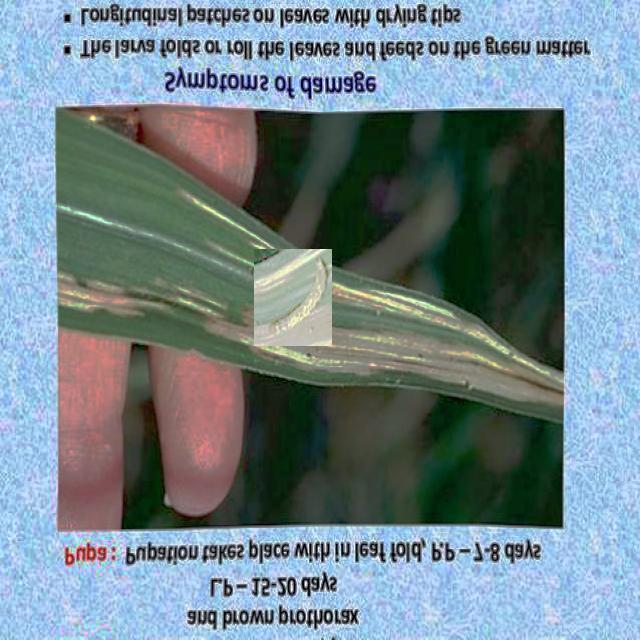 and brown prothorax
L.P – 15-20 days
Pupa : Pupation takes place with in leaf fold, P.P – 7-8 days
Symptoms of damage
▪ The larva folds or roll the leaves and feeds on the green matter
▪ Longitudinal patches on leaves with drying tips